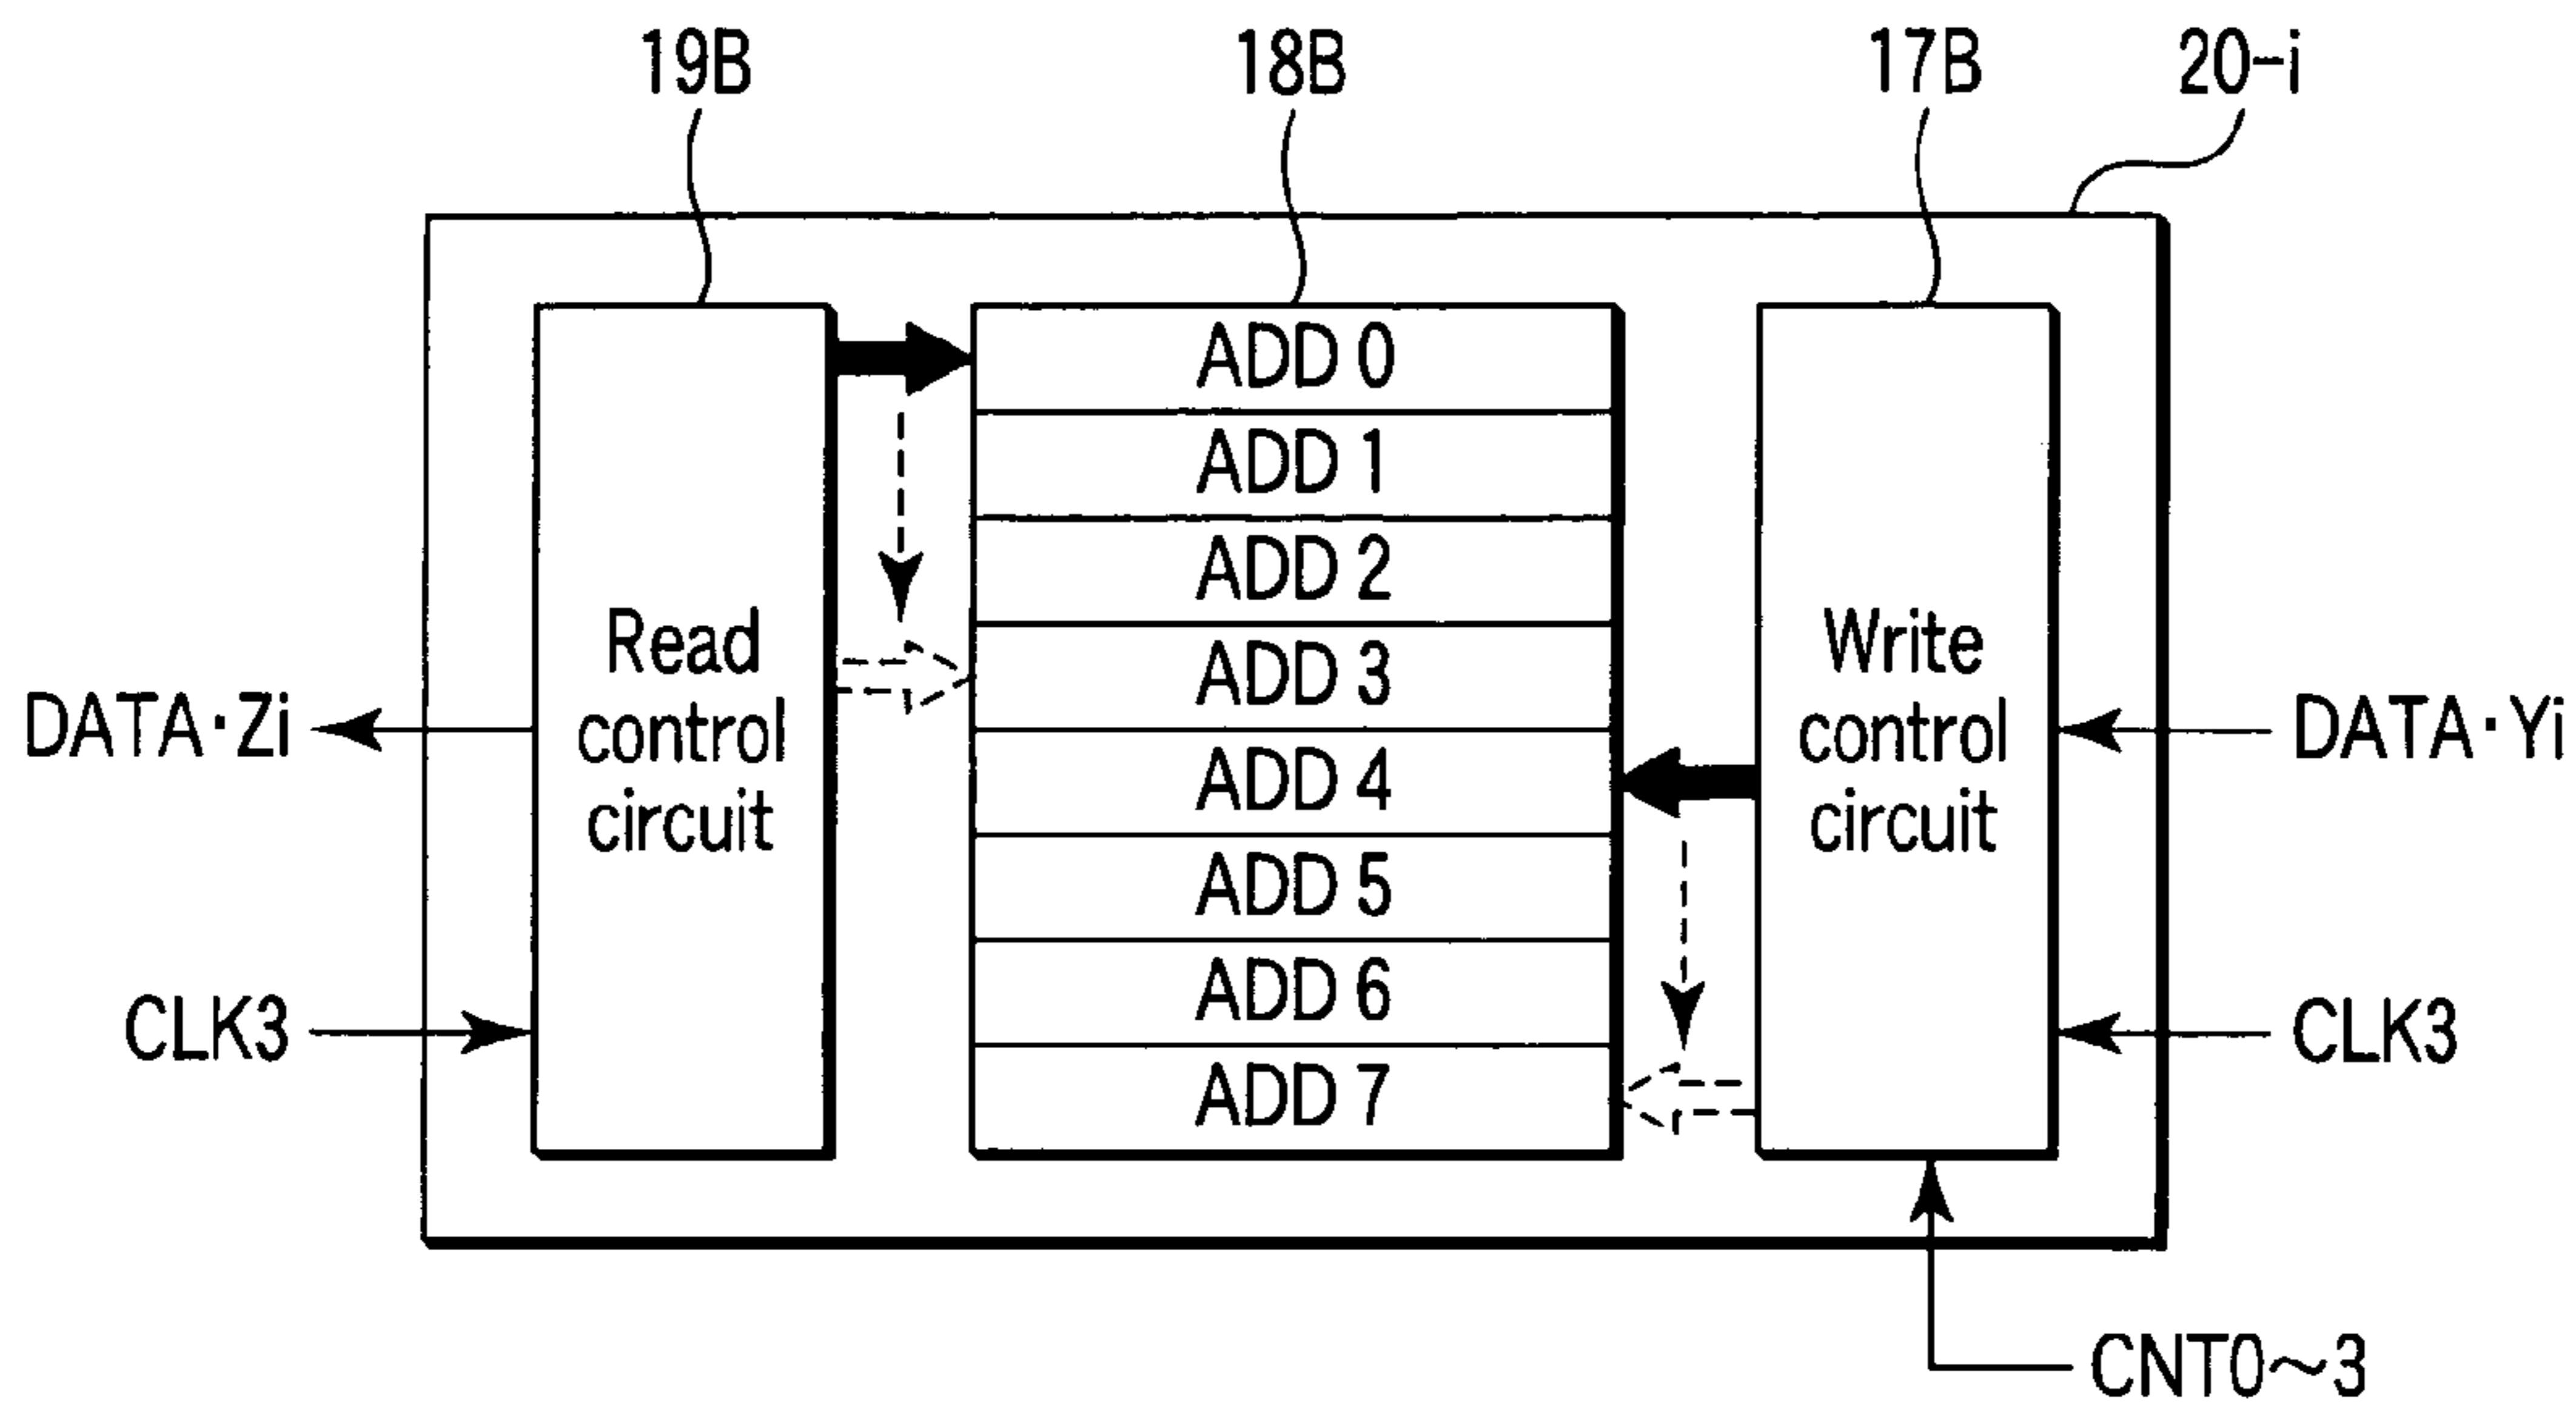 19B 18B 17B 20-i
ADD 0
ADD 1
ADD 2
ADD 3
ADD 4
ADD 5
ADD 6
ADD 7
Read
control
circuit
Write
control
circuit
DATA·Zi
DATA·Yi
CLK3
CLK3
CNT0~3